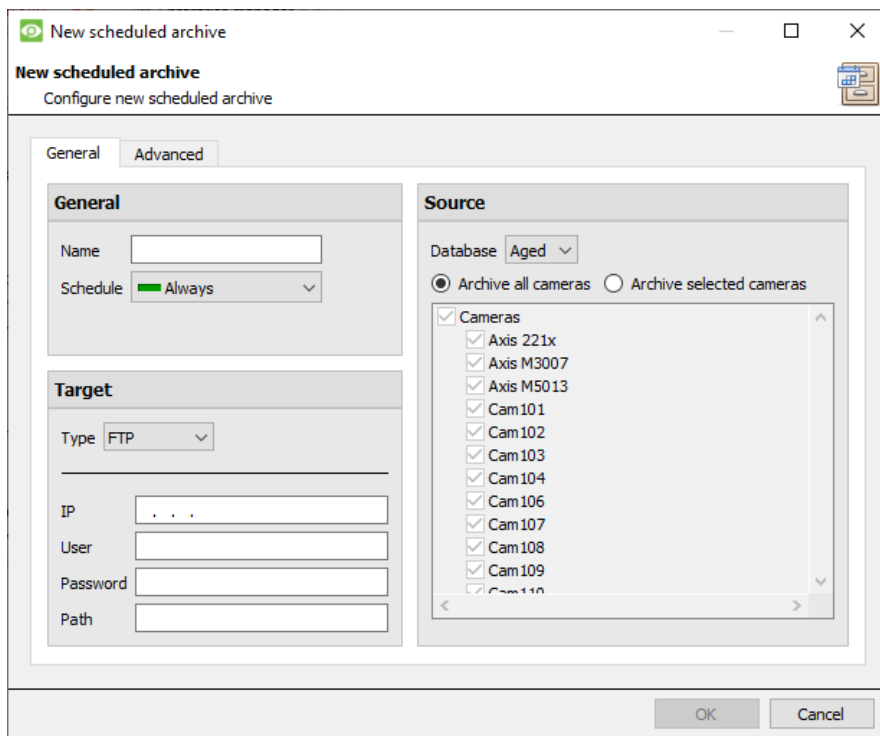 New scheduled archive
New scheduled archive
Configure new scheduled archive
General Advanced
General
Name
Schedule Always
Target
Type FTP
IP . . .
User
Password
Path
Source
Database Aged
Archive all cameras Archive selected cameras
Cameras
Axis 221x
Axis M3007
Axis M5013
Cam101
Cam102
Cam103
Cam104
Cam106
Cam107
Cam108
Cam109
Cam110
OK Cancel